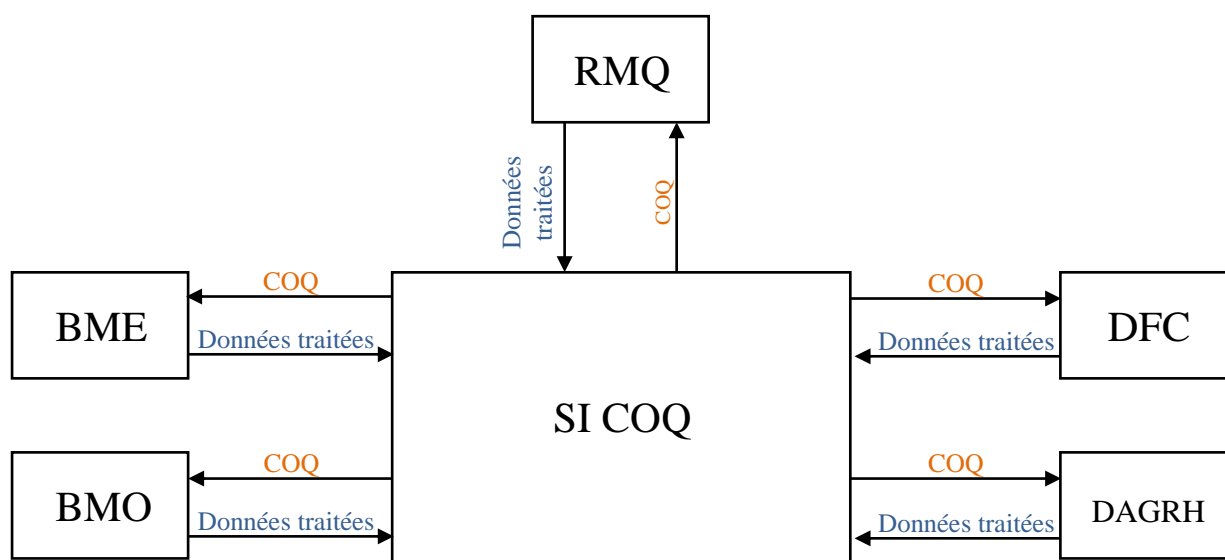 RMQ
Données
traitées
COQ
COQ
COQ
BME
Données traitées
Données traitées
DFC
SI COQ
COQ
COQ
BMO
Données traitées
Données traitées
DAGRH